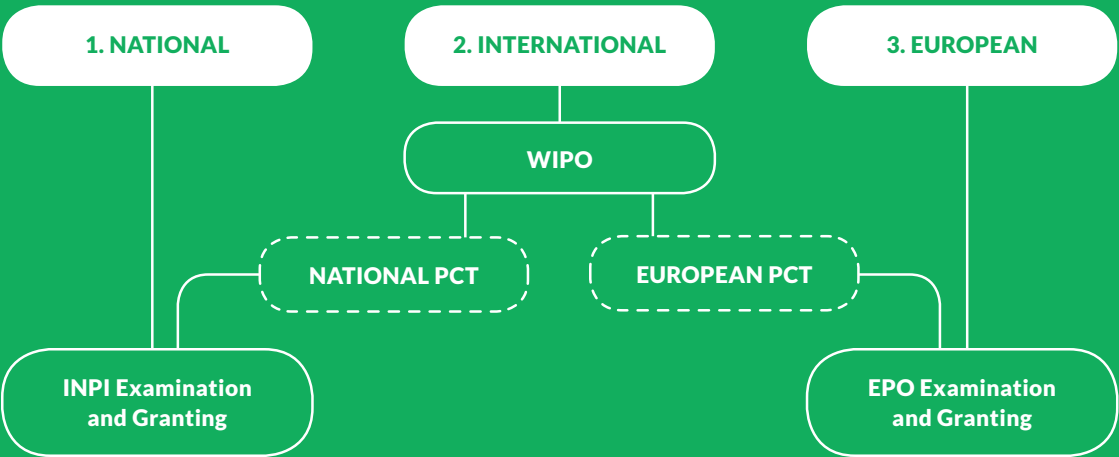 1. NATIONAL
2. INTERNATIONAL
3. EUROPEAN
WIPO
NATIONAL PCT
EUROPEAN PCT
INPI Examination
and Granting
EPO Examination
and Granting